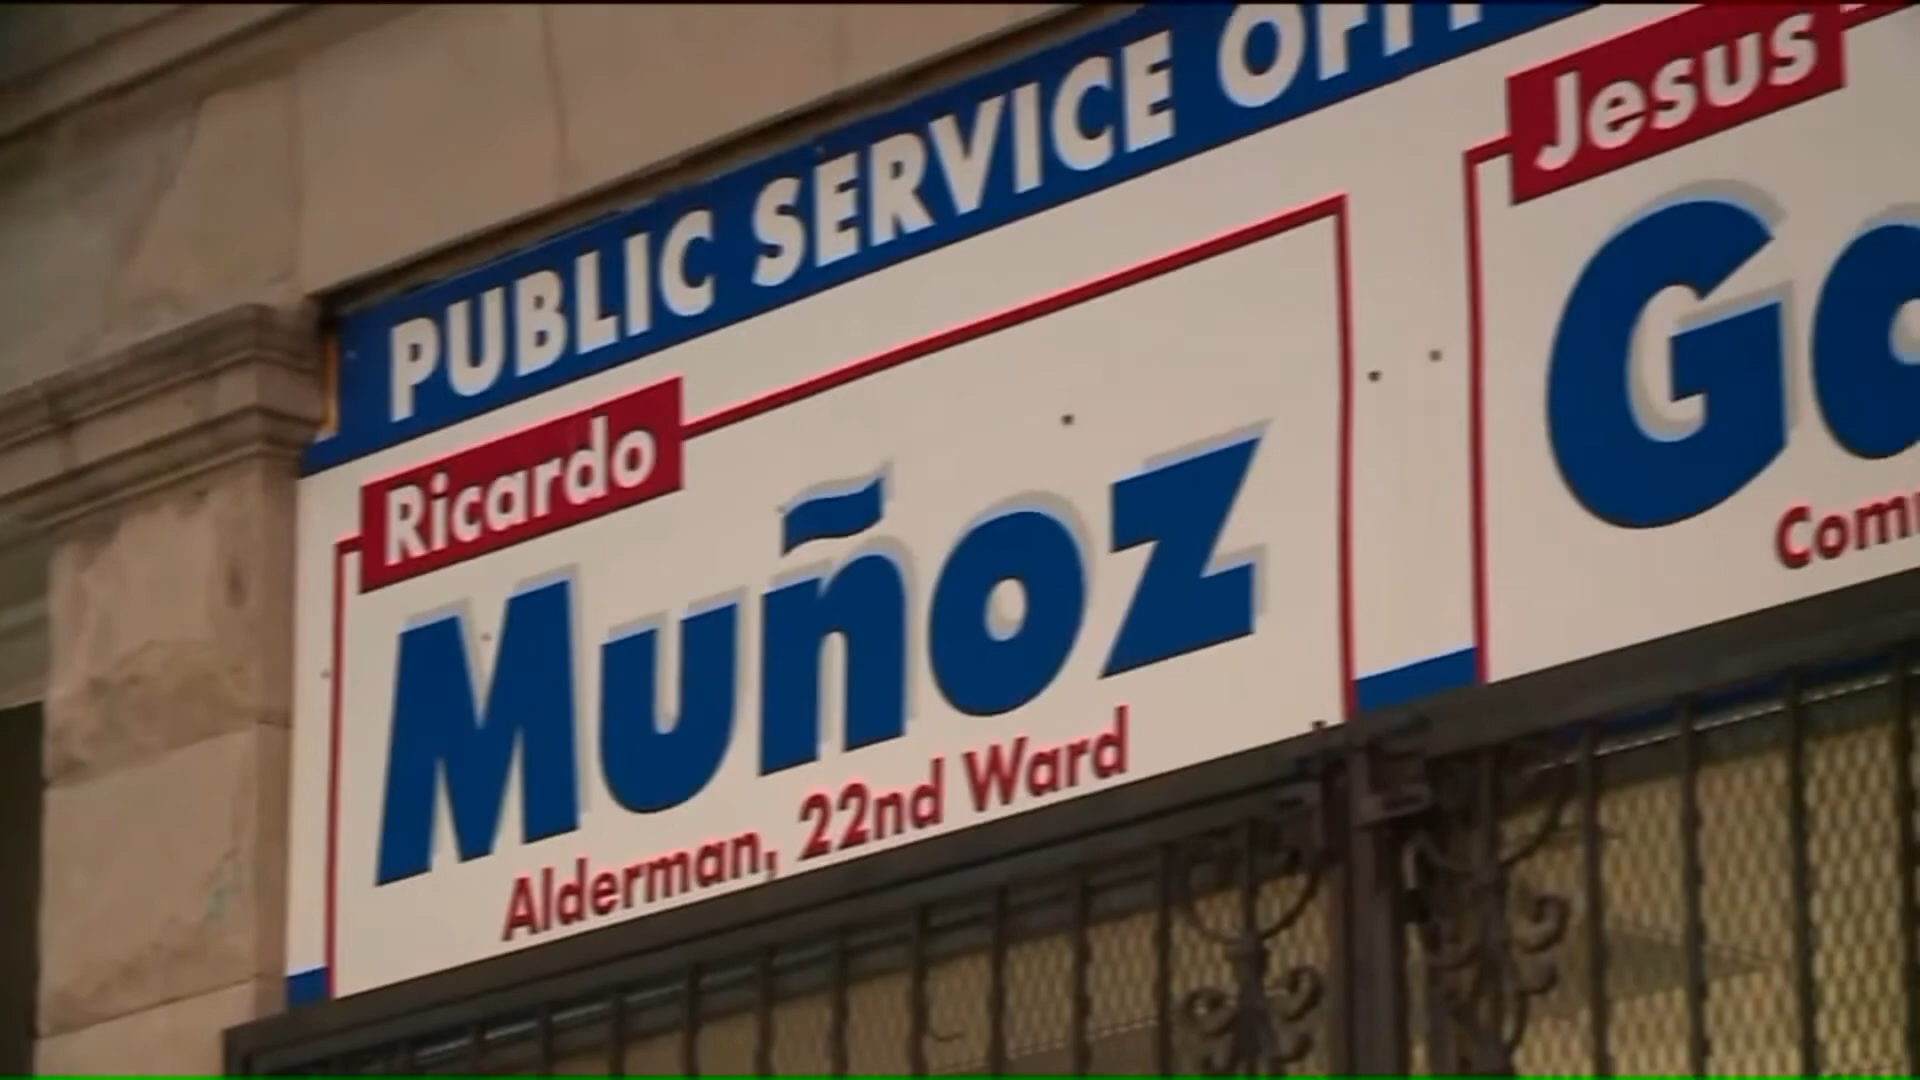 PUBLIC SERVICE
Ricardo
Muñoz
Alderman, 22nd Ward
Jesus